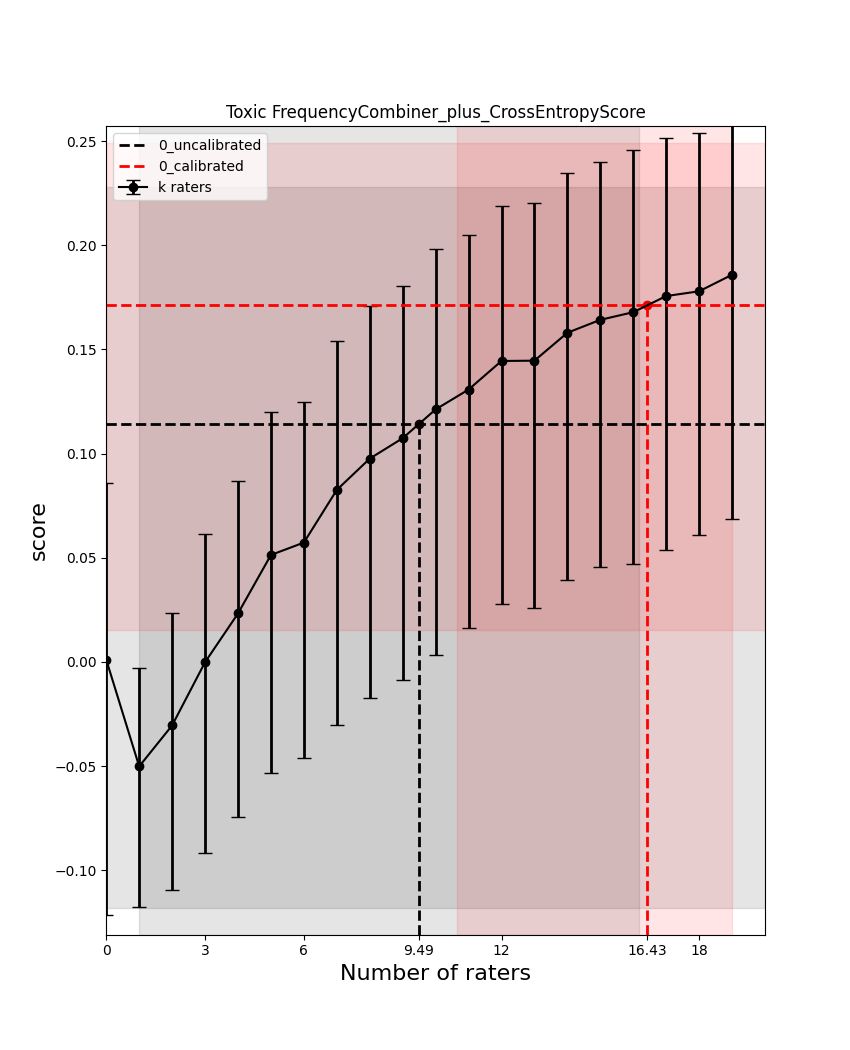 Toxic FrequencyCombiner_plus_CrossEntropyScore
0_uncalibrated
0_calibrated
k raters
0.25
0.20
0.15
0.10
0.05
0.00
−0.05
−0.10
score
0 3 6 9.49 12 16.43 18
Number of raters